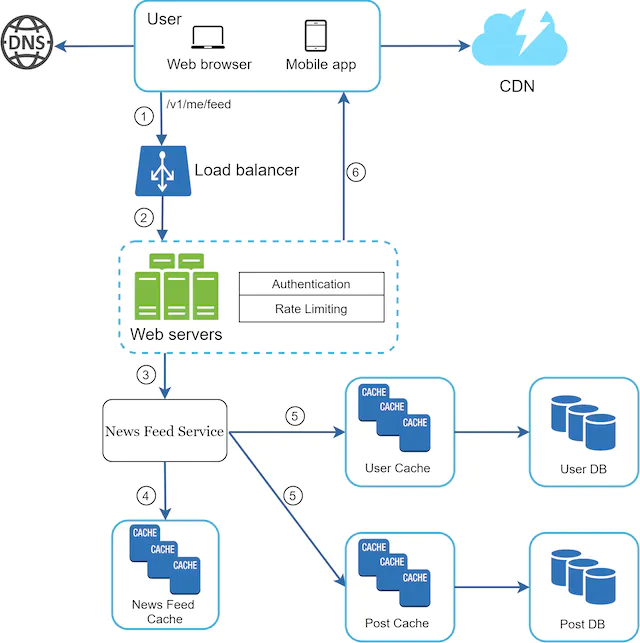 DNS
User
Web browser
Mobile app
CDN
1
/v1/me/feed
Load balancer
6
2
Authentication
Rate Limiting
Web servers
3
News Feed Service
5
CACHE
CACHE
CACHE
User Cache
User DB
4
5
CACHE
CACHE
CACHE
News Feed
Cache
CACHE
CACHE
CACHE
Post Cache
Post DB